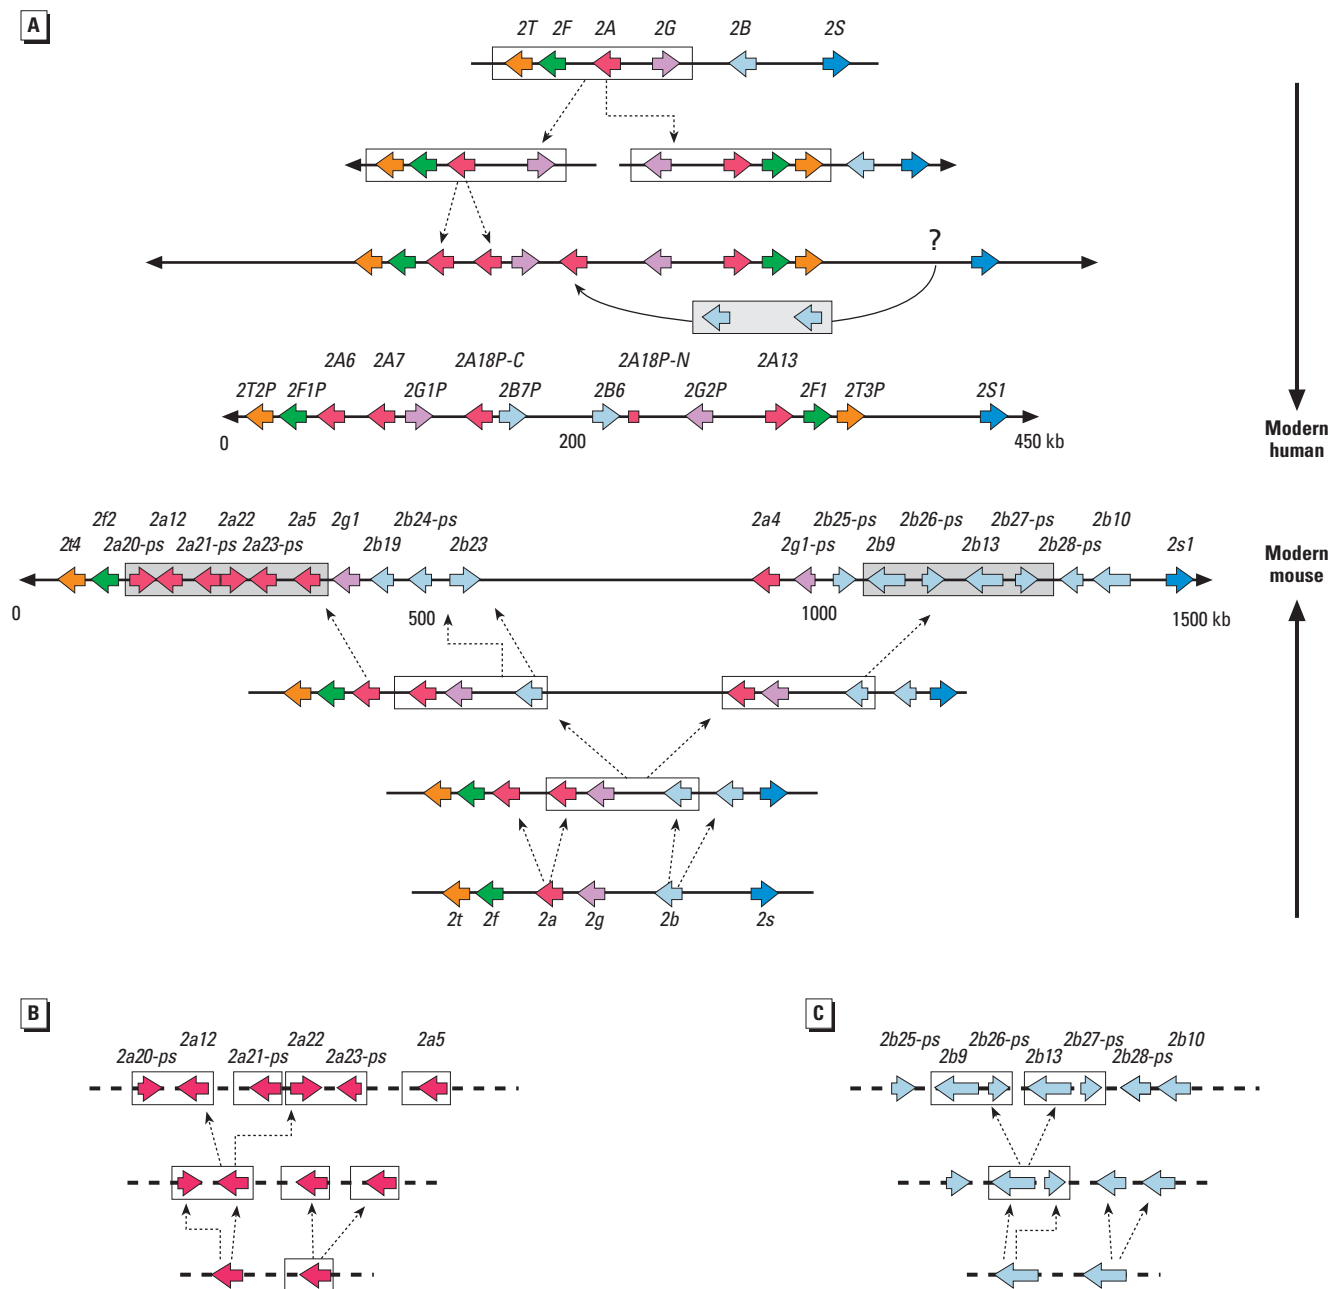 A
2T 2F 2A 2G 2B 2S
?
2A6 2A7 2A18P-C 2A18P-N 2A13
2T2P 2F1P 2G1P 2B7P 2B6 2G2P 2F1 2T3P 2S1
0 200 450 kb
Modern
human
2f2 2a12 2a22 2a5 2g1 2b24-ps 2a4 2b25-ps 2b26-ps 2b27-ps 2b10
2t4 2a20-ps 2a21-ps 2a23-ps 2b19 2b23 2g1-ps 2b9 2b13 2b28-ps 2s1
Modern
mouse
0 500 1000 1500 kb
2t 2f 2a 2g 2b 2s
B
2a12 2a22 2a5
2a20-ps 2a21-ps 2a23-ps
C
2b25-ps 2b26-ps 2b27-ps 2b10
2b9 2b13 2b28-ps